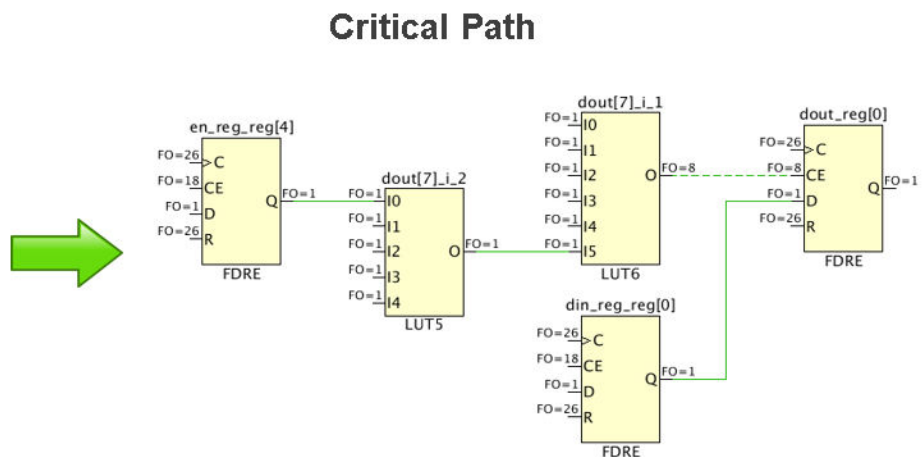 Critical Path
en_reg_reg[4]
FO=26 C
FO=18 CE
FO=1 D
FO=26 R
Q FO=1
FDRE
dout[7]_i_2
FO=1 I0
FO=1 I1
FO=1 I2
FO=1 I3
FO=1 I4
O FO=1
LUT5
dout[7]_i_1
FO=1 I0
FO=1 I1
FO=1 I2
FO=1 I3
FO=1 I4
FO=1 I5
O FO=8
LUT6
dout_reg[0]
FO=26 C
FO=8 CE
FO=1 D
FO=26 R
Q FO=1
FDRE
din_reg_reg[0]
FO=26 C
FO=18 CE
FO=1 D
FO=26 R
Q FO=1
FDRE